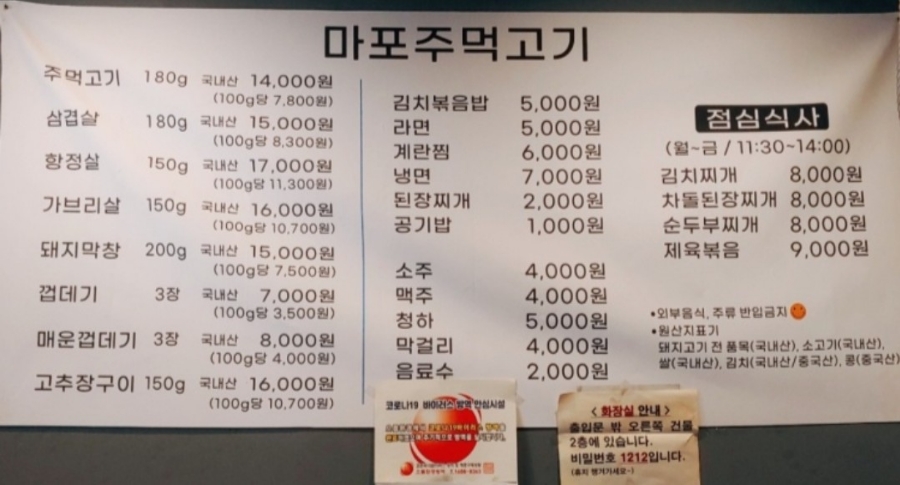 마포주먹고기
주먹고기 180g 국내산 14,000원
(100g당 7,800원)
삼겹살 180g 국내산 15,000원
(100g당 8,300원)
항정살 150g 국내산 17,000원
(100g당 11,300원)
가브리살 150g 국내산 16,000원
(100g당 10,700원)
돼지막창 200g 국내산 15,000원
(100g당 7,500원)
껍데기 3장 국내산 7,000원
(100g당 3,500원)
매운껍데기 3장 국내산 8,000원
(100g당 4,000원)
고추장구이 150g 국내산 16,000원
(100g당 10,700원)
김치볶음밥 5,000원
라면 5,000원
계란찜 6,000원
냉면 7,000원
된장찌개 2,000원
공기밥 1,000원
소주 4,000원
맥주 4,000원
청하 5,000원
막걸리 4,000원
음료수 2,000원
점심식사
(월~금 / 11:30~14:00)
김치찌개 8,000원
차돌된장찌개 8,000원
순두부찌개 8,000원
제육볶음 9,000원
•외부음식, 주류 반입금지
•원산지표기
돼지고기 전 품목(국내산), 소고기(국내산),
쌀(국내산), 김치(국내산/중국산), 콩(중국산)
코로나19 바이러스 방역 안심시설
< 화장실 안내 >
출입문 밖 오른쪽 건물
2층에 있습니다.
비밀번호 1212입니다.